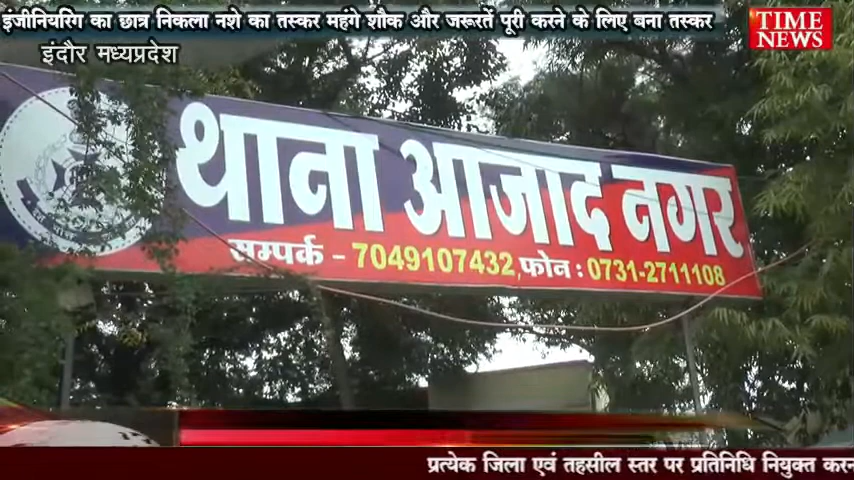 इंजीनियरिंग का छात्र निकला नशे का तस्कर महंगे शौक और जरूरतें पूरी करने के लिए बना तस्कर
इंदौर मध्यप्रदेश
TIME
NEWS
थाना आजाद नगर
सम्पर्क - 7049107432 फोन : 0731-2711108
प्रत्येक जिला एवं तहसील स्तर पर प्रतिनिधि नियुक्त करन